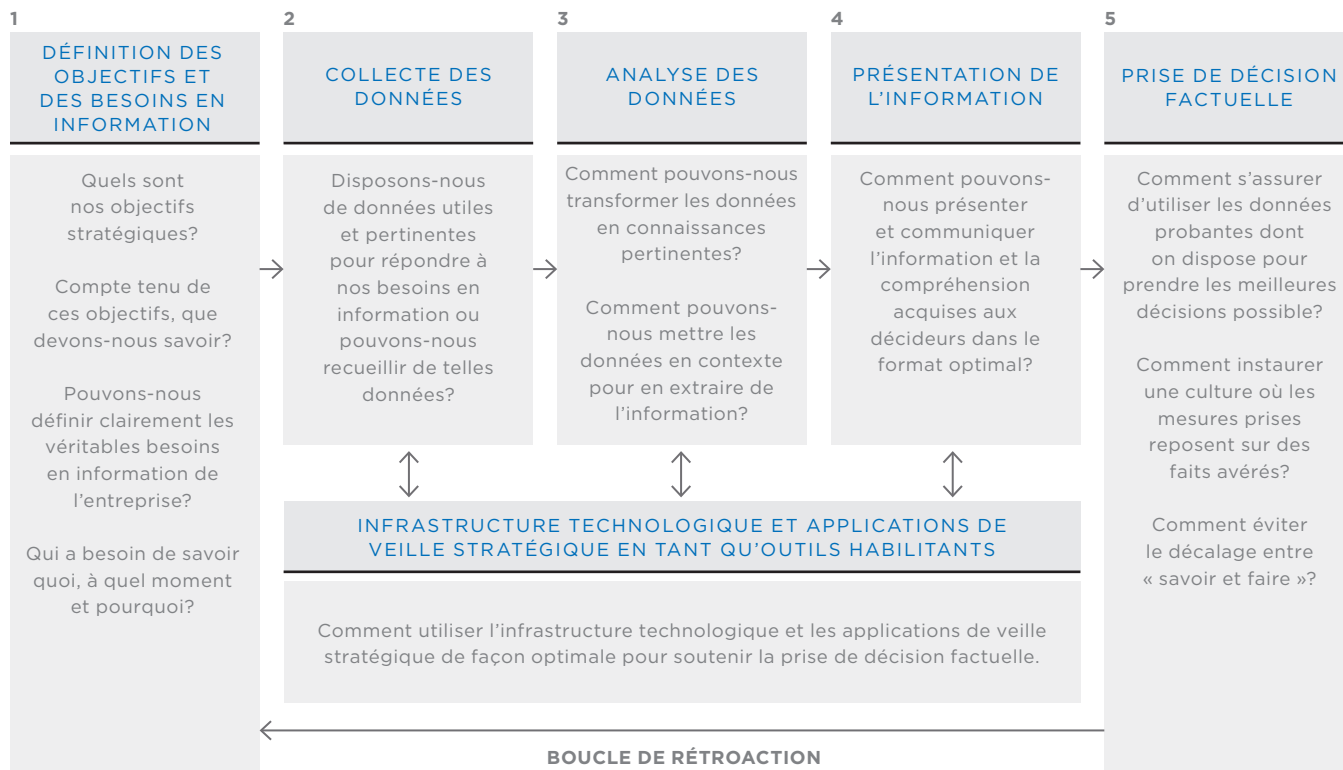 1
DÉFINITION DES
OBJECTIFS ET
DES BESOINS EN
INFORMATION
Quels sont
nos objectifs
stratégiques?
Compte tenu de
ces objectifs, que
devons-nous savoir?
Pouvons-nous
définir clairement les
véritables besoins
en information de
l’entreprise?
Qui a besoin de savoir
quoi, à quel moment
et pourquoi?
2
COLLECTE DES
DONNÉES
Disposons-nous
de données utiles
et pertinentes
pour répondre à
nos besoins en
information ou
pouvons-nous
recueillir de telles
données?
3
ANALYSE DES
DONNÉES
Comment pouvons-nous
transformer les données
en connaissances
pertinentes?
Comment pouvons-
nous mettre les
données en contexte
pour en extraire de
l’information?
4
PRÉSENTATION DE
L’INFORMATION
Comment pouvons-
nous présenter
et communiquer
l’information et la
compréhension
acquises aux
décideurs dans le
format optimal?
5
PRISE DE DÉCISION
FACTUELLE
Comment s’assurer
d’utiliser les données
probantes dont
on dispose pour
prendre les meilleures
décisions possible?
Comment instaurer
une culture où les
mesures prises
reposent sur des
faits avérés?
Comment éviter
le décalage entre
« savoir et faire »?
INFRASTRUCTURE TECHNOLOGIQUE ET APPLICATIONS DE
VEILLE STRATÉGIQUE EN TANT QU’OUTILS HABILITANTS
Comment utiliser l’infrastructure technologique et les applications de veille
stratégique de façon optimale pour soutenir la prise de décision factuelle.
BOUCLE DE RÉTROACTION